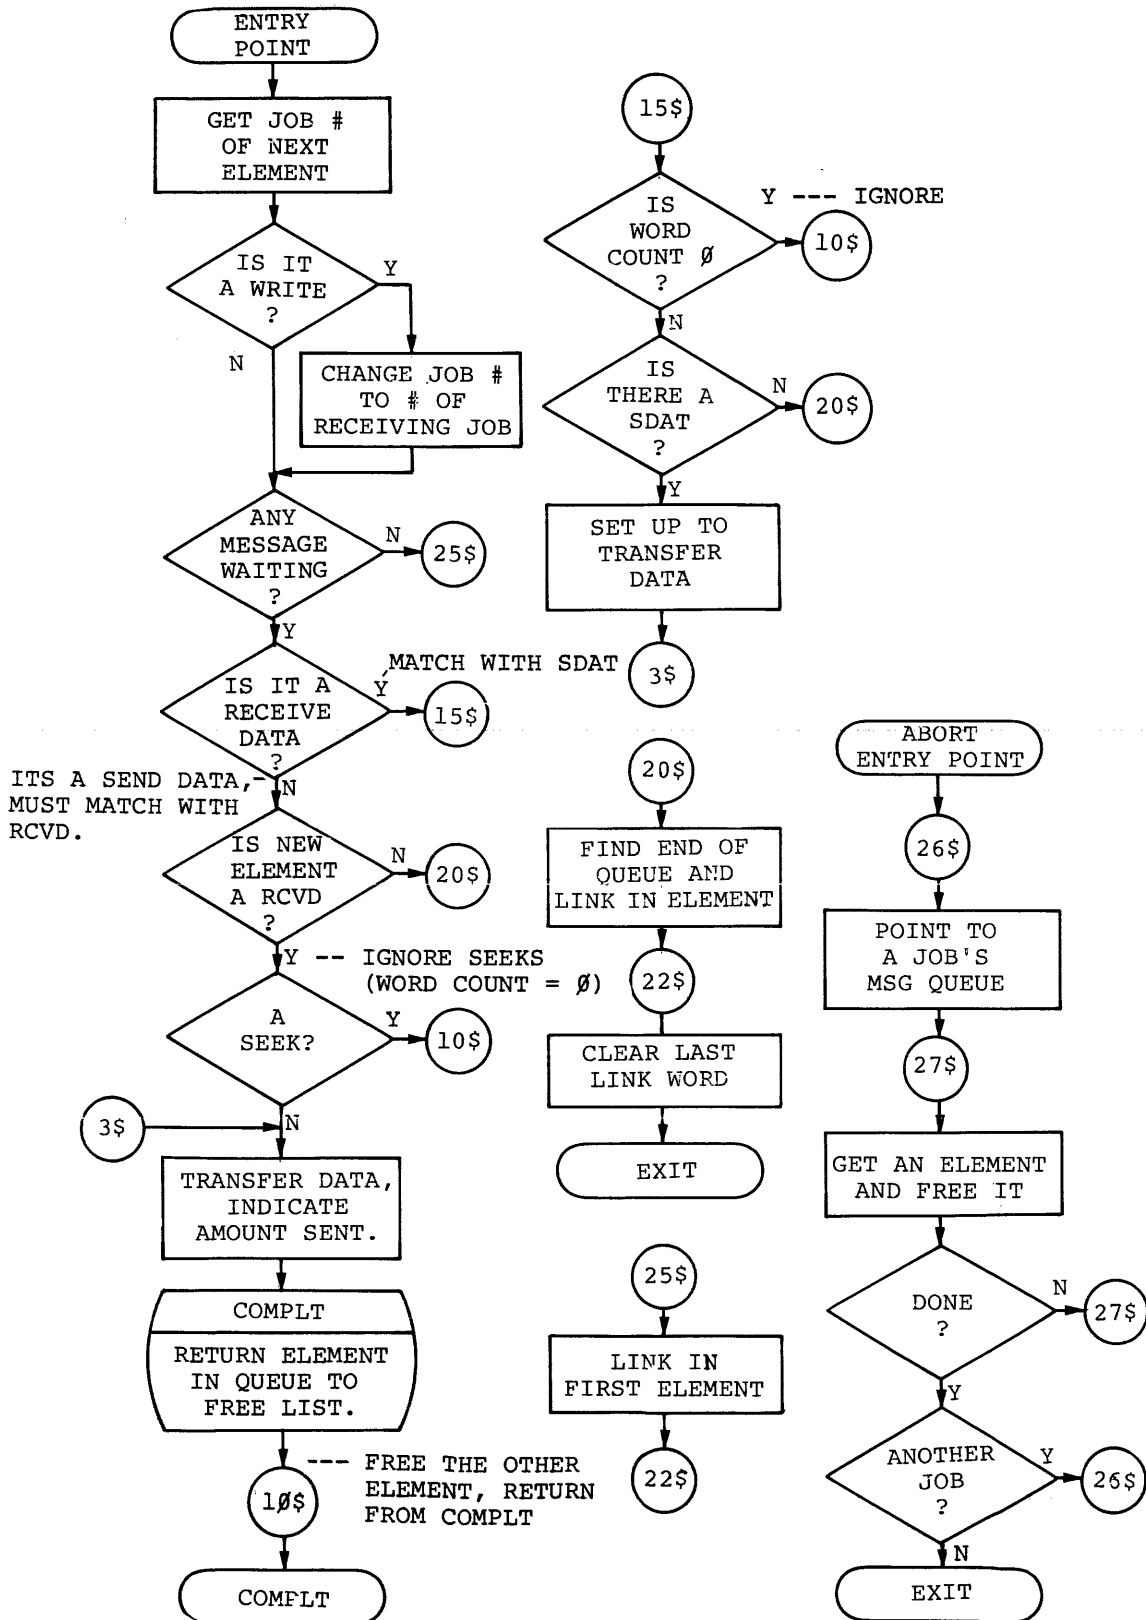 ENTRY
POINT
GET JOB #
OF NEXT
ELEMENT
IS IT
A WRITE
?
Y
N
CHANGE JOB #
TO # OF
RECEIVING JOB
ANY
MESSAGE
WAITING
?
N
25$
Y
IS IT A
RECEIVE
DATA
?
Y
MATCH WITH SDAT
15$
ITS A SEND DATA,
MUST MATCH WITH
RCVD.
N
IS NEW
ELEMENT
A RCVD
?
N
20$
Y -- IGNORE SEEKS
(WORD COUNT = Ø)
A
SEEK?
Y
10$
N
3$
TRANSFER DATA,
INDICATE
AMOUNT SENT.
COMPLT
RETURN ELEMENT
IN QUEUE TO
FREE LIST.
--- FREE THE OTHER
ELEMENT, RETURN
FROM COMPLT
1Ø$
COMPLT
15$
IS
WORD
COUNT Ø
?
Y --- IGNORE
10$
N
IS
THERE A
SDAT
?
N
20$
Y
SET UP TO
TRANSFER
DATA
3$
20$
FIND END OF
QUEUE AND
LINK IN ELEMENT
22$
CLEAR LAST
LINK WORD
EXIT
25$
LINK IN
FIRST ELEMENT
22$
ABORT
ENTRY POINT
26$
POINT TO
A JOB'S
MSG QUEUE
27$
GET AN ELEMENT
AND FREE IT
DONE
?
N
27$
Y
ANOTHER
JOB
?
Y
26$
N
EXIT